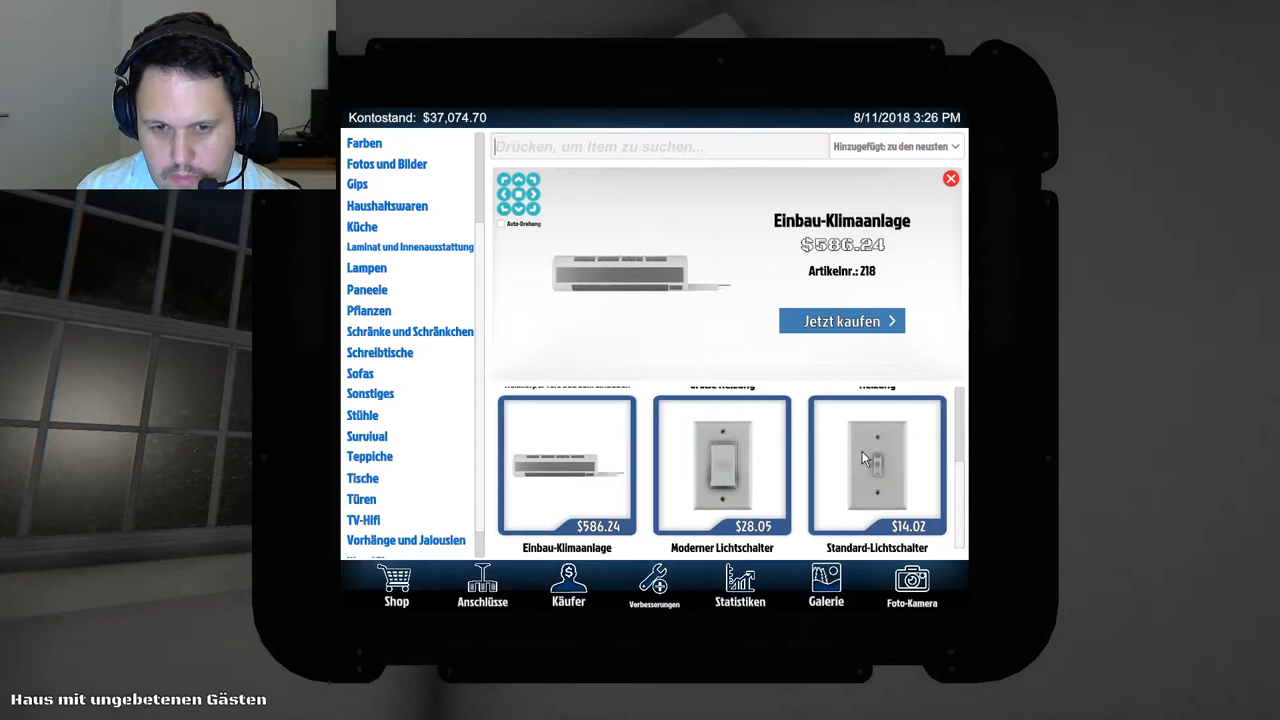 Kontostand: $37,074.70
8/11/2018 3:26 PM
Farben
Fotos und Bilder
Gips
Haushaltswaren
Küche
Laminat und Innenausstattung
Lampen
Paneele
Pflanzen
Schränke und Schränkchen
Schreibtische
Sofas
Sonstiges
Stühle
Survival
Teppiche
Tische
Türen
TV-Hifi
Vorhänge und Jalousien
Drücken, um Item zu suchen...
Hinzugefügt: zu den neusten
Auto-Drehung
Einbau-Klimaanlage
$586.24
Artikelnr.: 218
Jetzt kaufen
Große Heizung
Heizung
$586.24
$28.05
$14.02
Einbau-Klimaanlage
Moderner Lichtschalter
Standard-Lichtschalter
Shop
Anschlüsse
Käufer
Verbesserungen
Statistiken
Galerie
Foto-Kamera
Haus mit ungebetenen Gästen